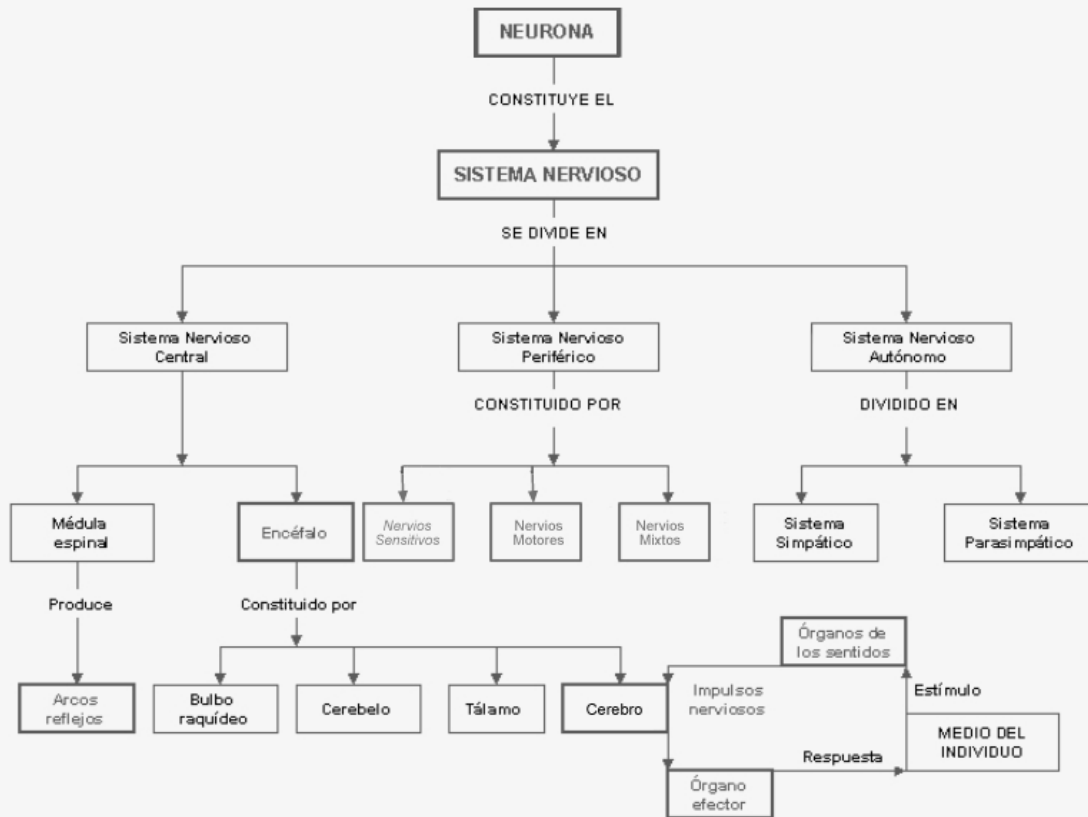 NEURONA
CONSTITUYE EL
SISTEMA NERVIOSO
SE DIVIDE EN
Sistema Nervioso
Central
Sistema Nervioso
Periférico
Sistema Nervioso
Autónomo
CONSTITUIDO POR
DIVIDIDO EN
Médula
espinal
Encéfalo
Nervios
Sensitivos
Nervios
Motores
Nervios
Mixtos
Sistema
Simpático
Sistema
Parasimpático
Produce
Constituido por
Arcos
reflejos
Bulbo
raquídeo
Cerebelo
Tálamo
Cerebro
Órganos de
los sentidos
Impulsos
nerviosos
Estímulo
MEDIO DEL
INDIVIDUO
Respuesta
Órgano
efector